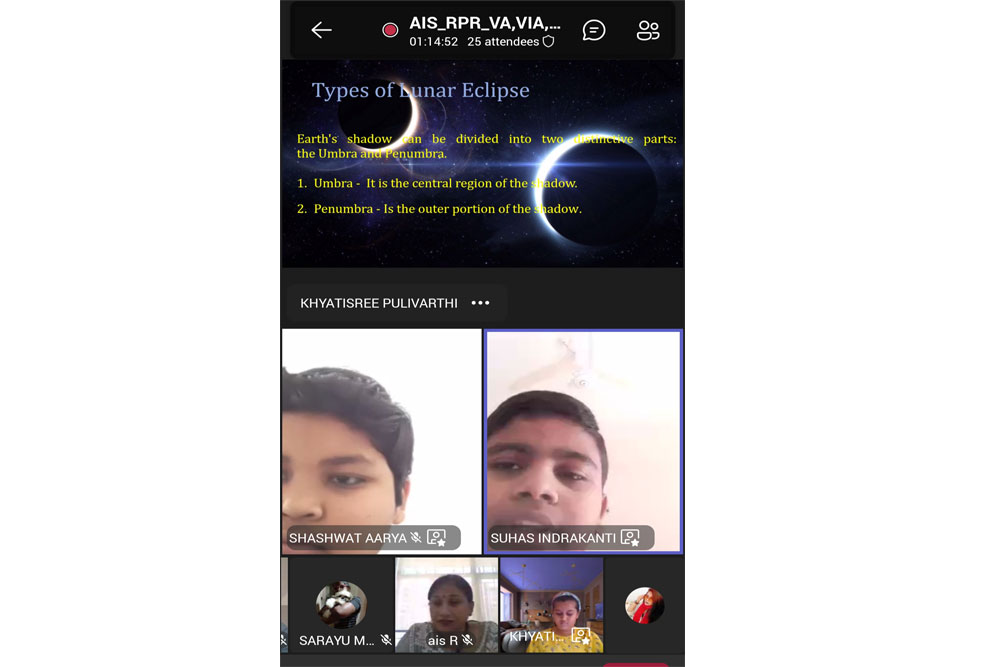 AIS_RPR_VA,VIA,...
01:14:52 25 attendees
Types of Lunar Eclipse
Earth's shadow can be divided into two distinctive parts:
the Umbra and Penumbra.
1. Umbra - It is the central region of the shadow.
2. Penumbra - Is the outer portion of the shadow.
KHYATISREE PULIVARTHI ...
SHASHWAT AARYA
SUHAS INDRAKANTI
SARAYU M...
ais R
KHYATI...